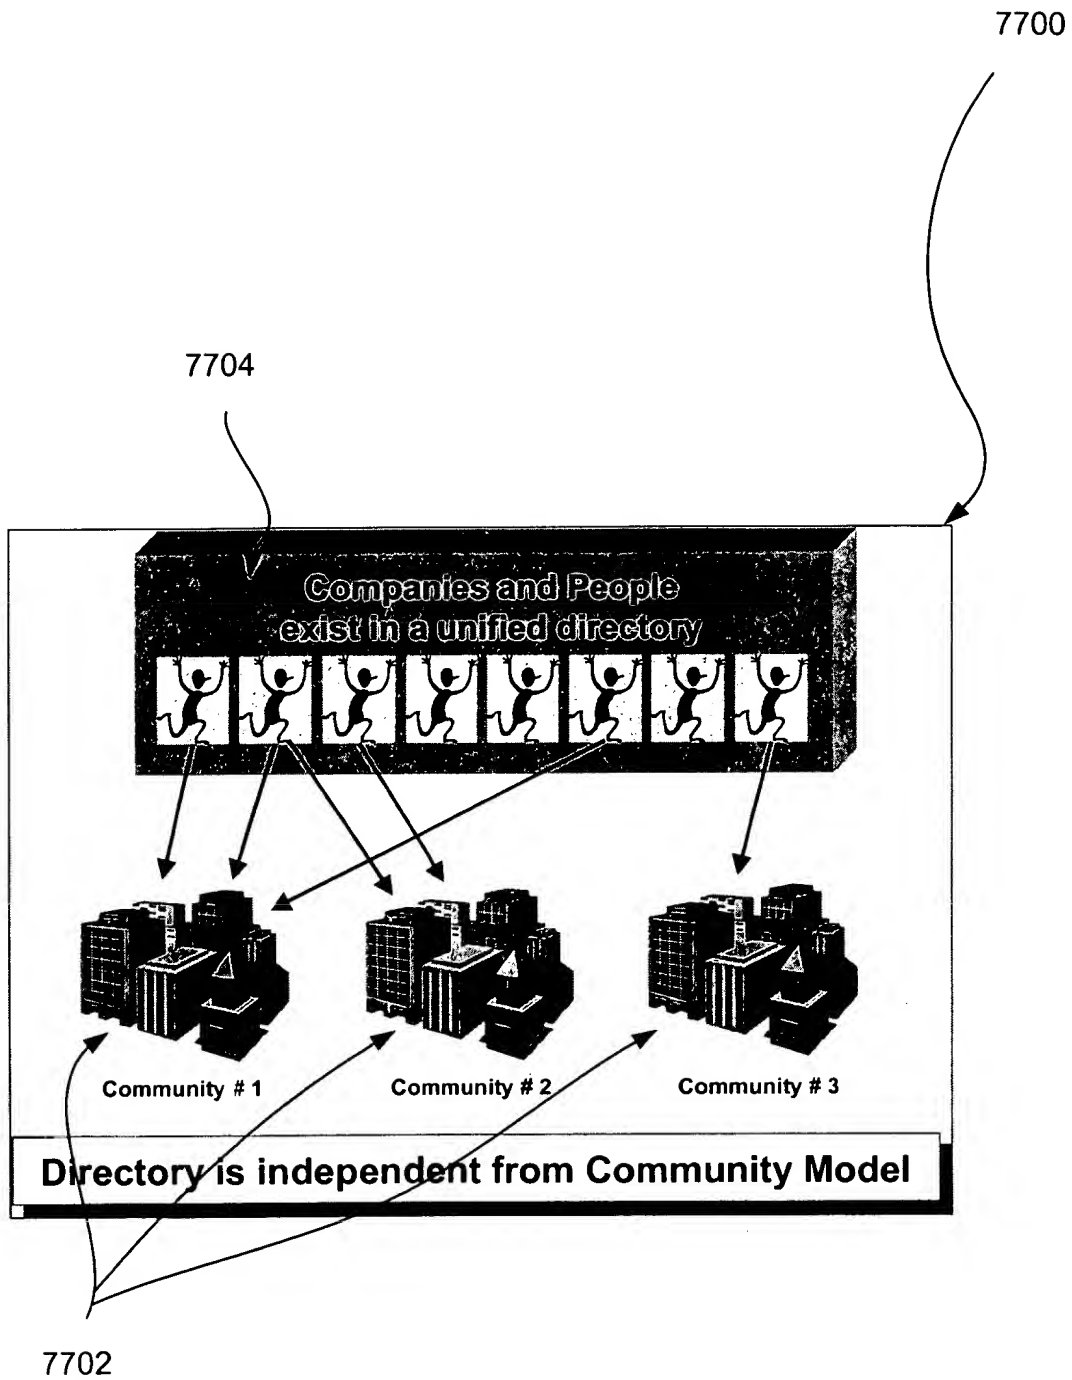 7700
7704
Companies and People
exist in a unified directory
Community # 1
Community # 2
Community # 3
Directory is independent from Community Model
7702